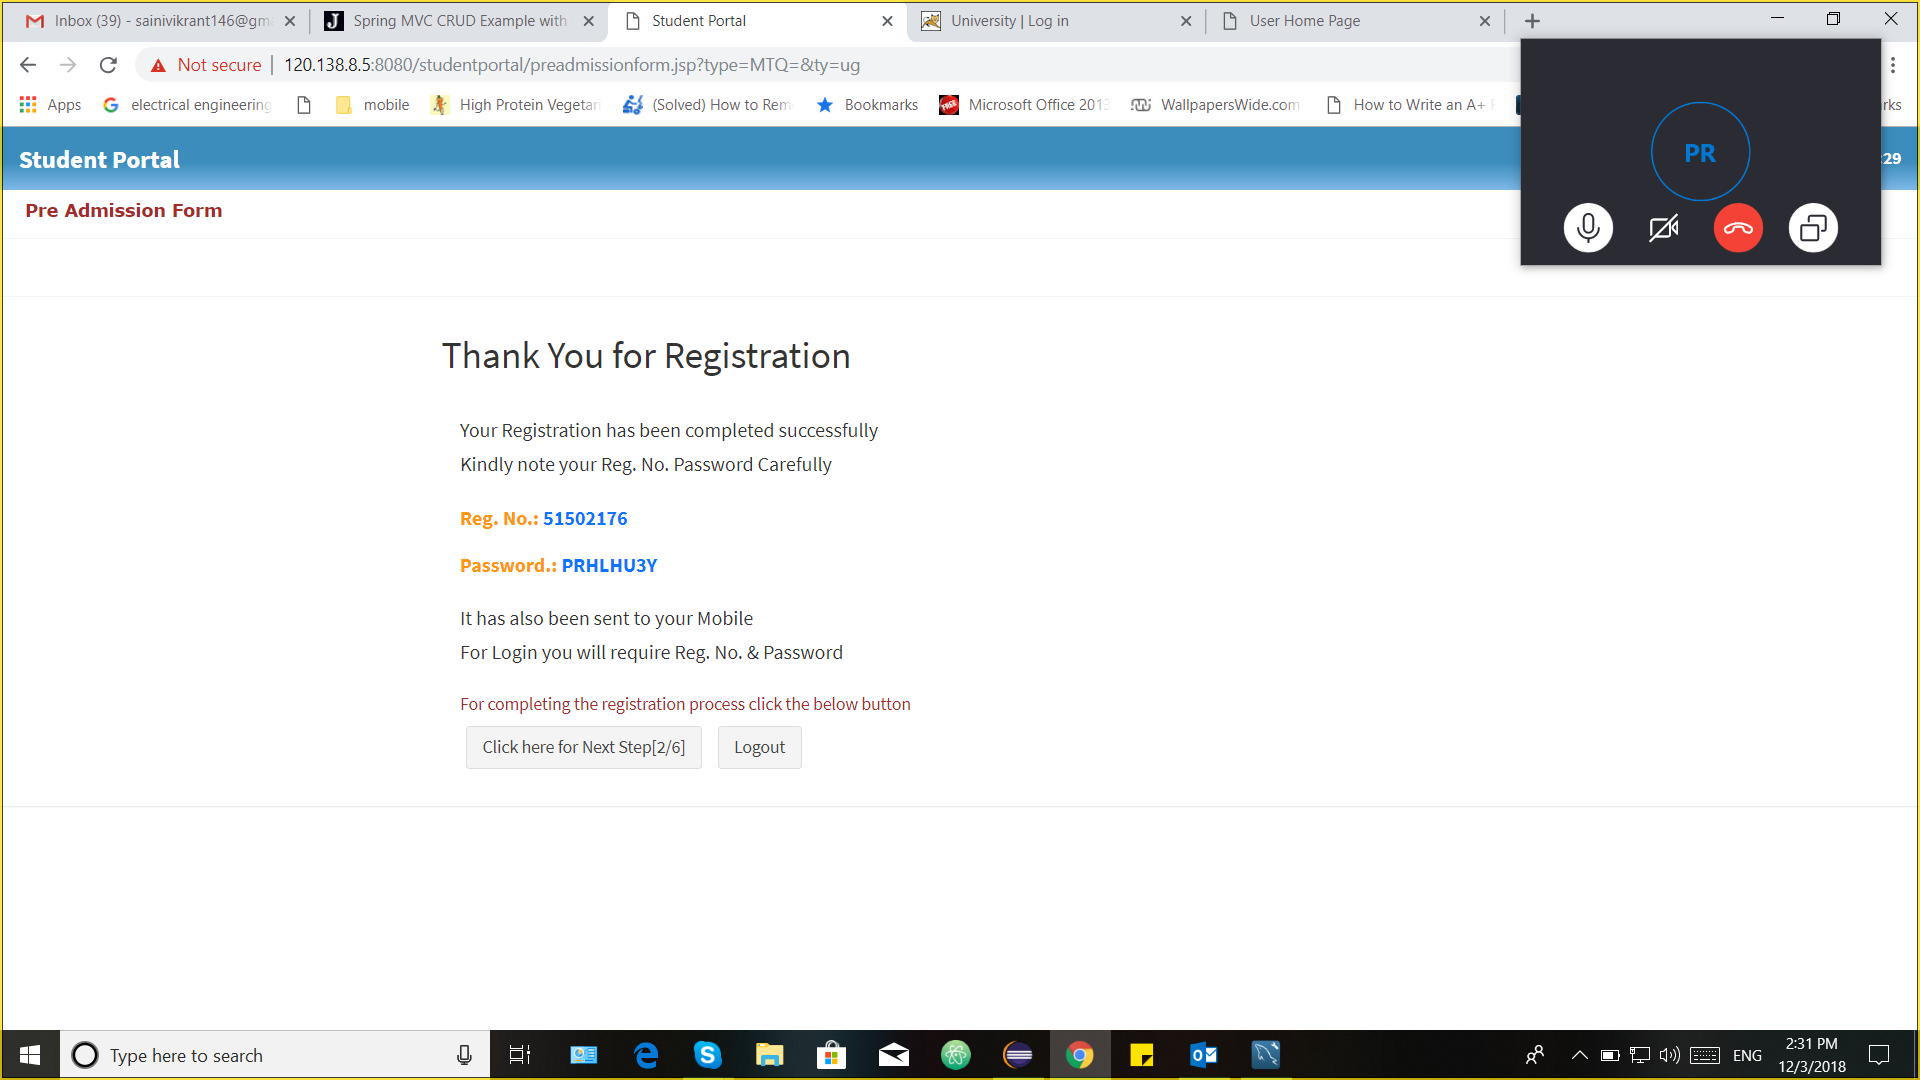 Inbox (39) - sainivikrant146@gm
Spring MVC CRUD Example with
Student Portal
University | Log in
User Home Page
Not secure
120.138.8.5:8080/studentportal/preadmissionform.jsp?type=MTQ=&ty=ug
Apps
electrical engineering
mobile
High Protein Vegetar
(Solved) How to Rem
Bookmarks
Microsoft Office 2013
WallpapersWide.com
How to Write an A+
rks
Student Portal
:29
PR
Pre Admission Form
Thank You for Registration
Your Registration has been completed successfully
Kindly note your Reg. No. Password Carefully
Reg. No.: 51502176
Password.: PRHLHU3Y
It has also been sent to your Mobile
For Login you will require Reg. No. & Password
For completing the registration process click the below button
Click here for Next Step[2/6]
Logout
Type here to search
ENG
2:31 PM
12/3/2018